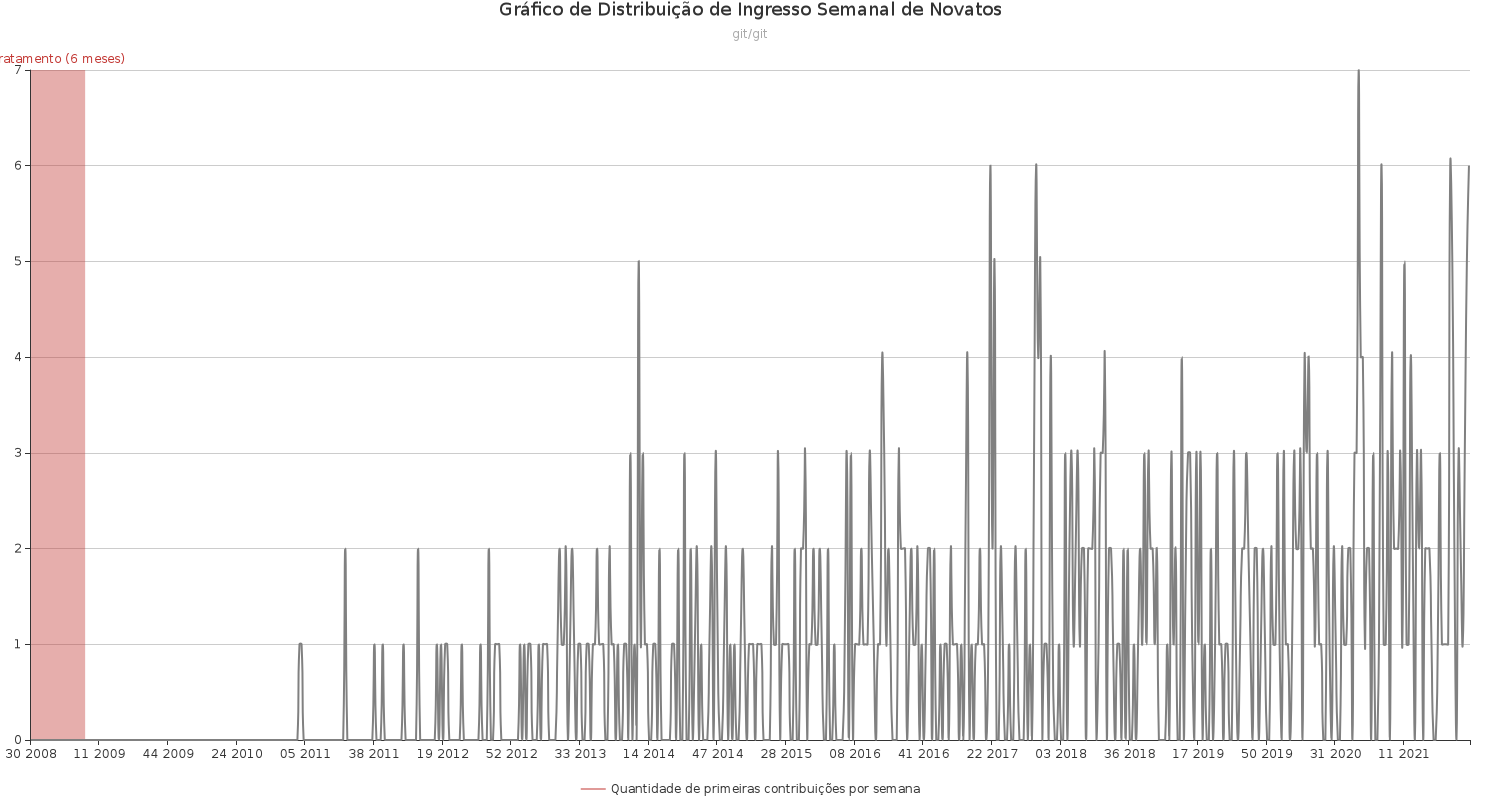 Gráfico de Distribuição de Ingresso Semanal de Novatos
git/git
ratamento (6 meses)
7
6
5
4
3
2
1
0
30 2008 11 2009 44 2009 24 2010 05 2011 38 2011 19 2012 52 2012 33 2013 14 2014 47 2014 28 2015 08 2016 41 2016 22 2017 03 2018 36 2018 17 2019 50 2019 31 2020 11 2021
Quantidade de primeiras contribuições por semana